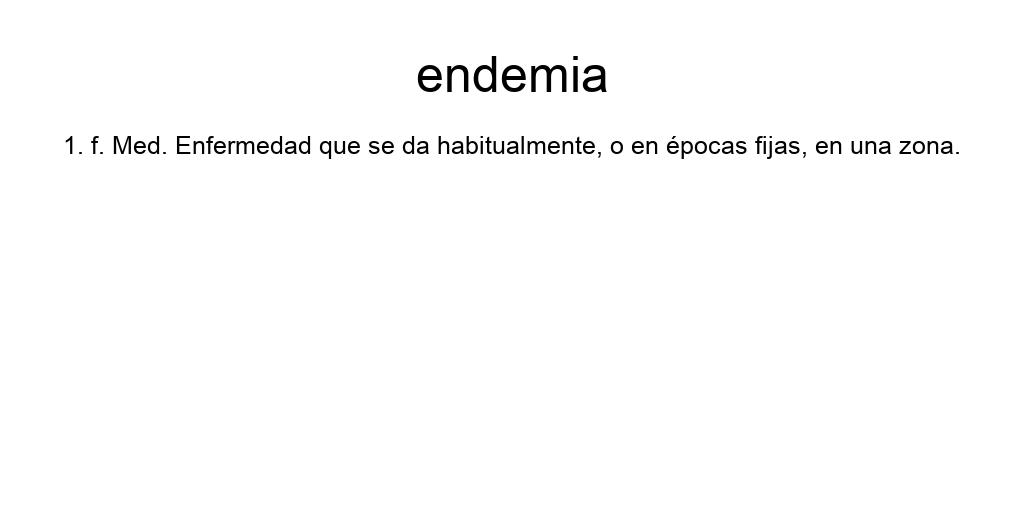 endemia
1. f. Med. Enfermedad que se da habitualmente, o en épocas fijas, en una zona.